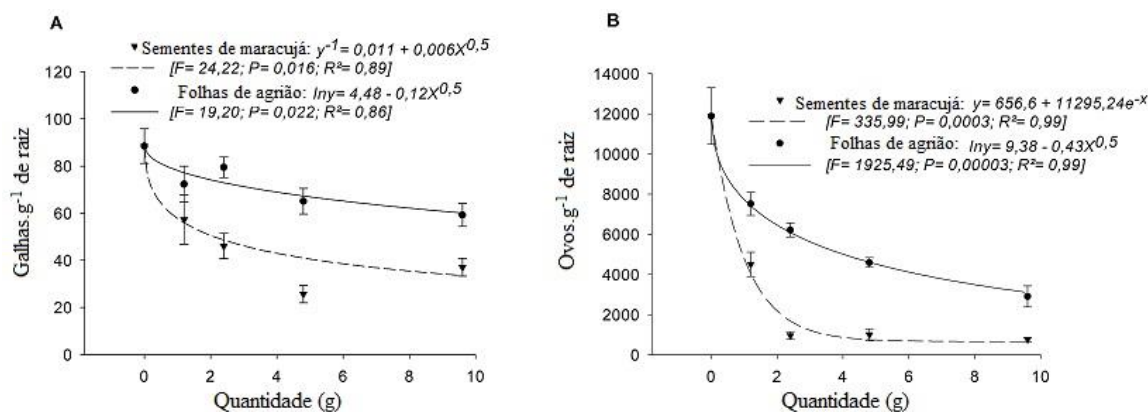 A
Sementes de maracujá: y⁻¹= 0,011 + 0,006X^0,5
[F= 24,22; P= 0,016; R²= 0,89]
Folhas de agrião: lny= 4,48 - 0,12X^0,5
[F= 19,20; P= 0,022; R²= 0,86]
120
100
80
60
40
20
0
Galhas.g⁻¹ de raiz
0 2 4 6 8 10
Quantidade (g)
B
Sementes de maracujá: y= 656,6 + 11295,24e^-x
[F= 335,99; P= 0,0003; R²= 0,99]
Folhas de agrião: lny= 9,38 - 0,43X^0,5
[F= 1925,49; P= 0,00003; R²= 0,99]
14000
12000
10000
8000
6000
4000
2000
0
Ovos.g⁻¹ de raiz
0 2 4 6 8 10
Quantidade (g)